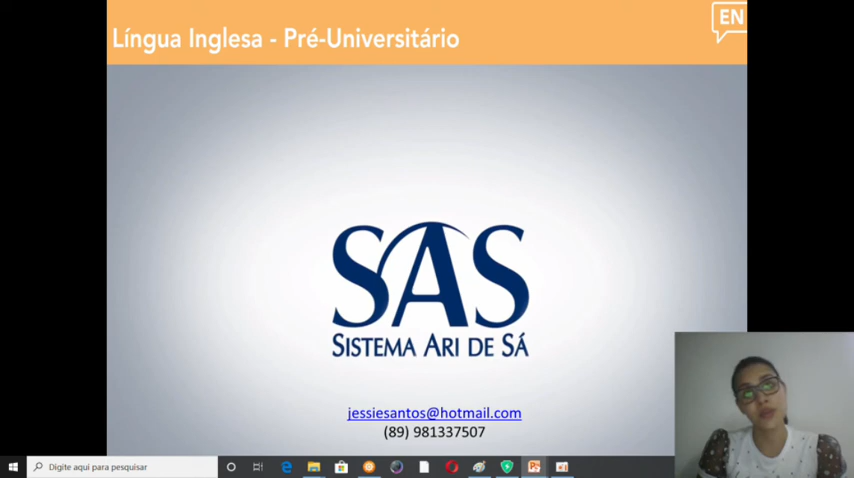 Língua Inglesa - Pré-Universitário
EN
SAS
SISTEMA ARI DE SÁ
jessiesantos@hotmail.com
(89) 981337507
Digite aqui para pesquisar